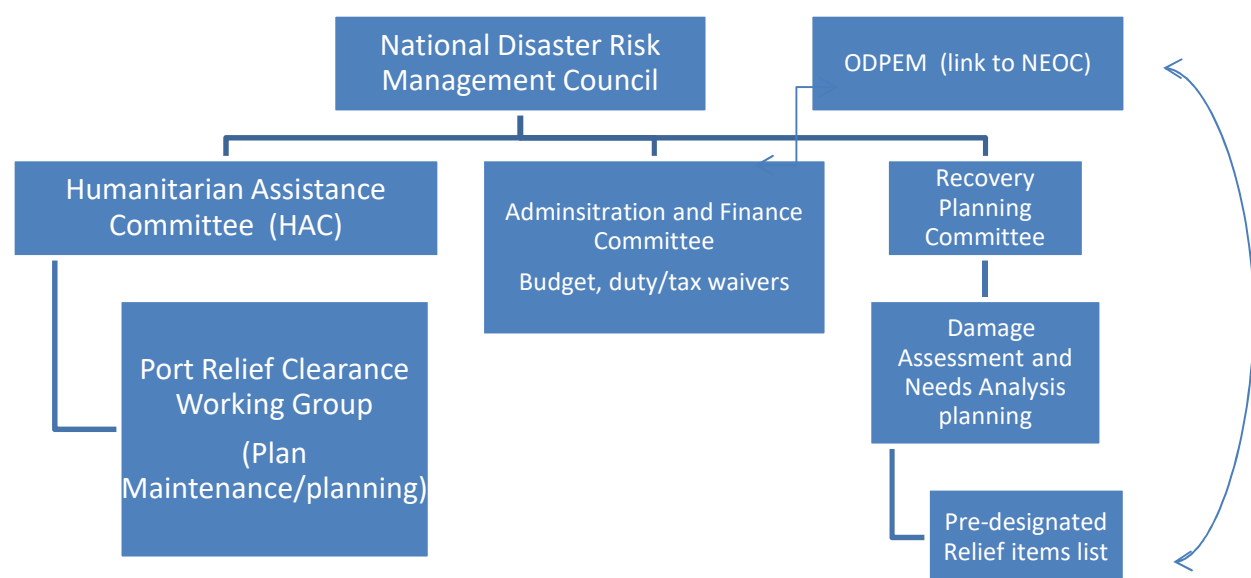 National Disaster Risk
Management Council
ODPEM (link to NEOC)
Humanitarian Assistance
Committee (HAC)
Adminsitration and Finance
Committee
Budget, duty/tax waivers
Recovery
Planning
Committee
Port Relief Clearance
Working Group
(Plan
Maintenance/planning)
Damage
Assessment and
Needs Analysis
planning
Pre-designated
Relief items list